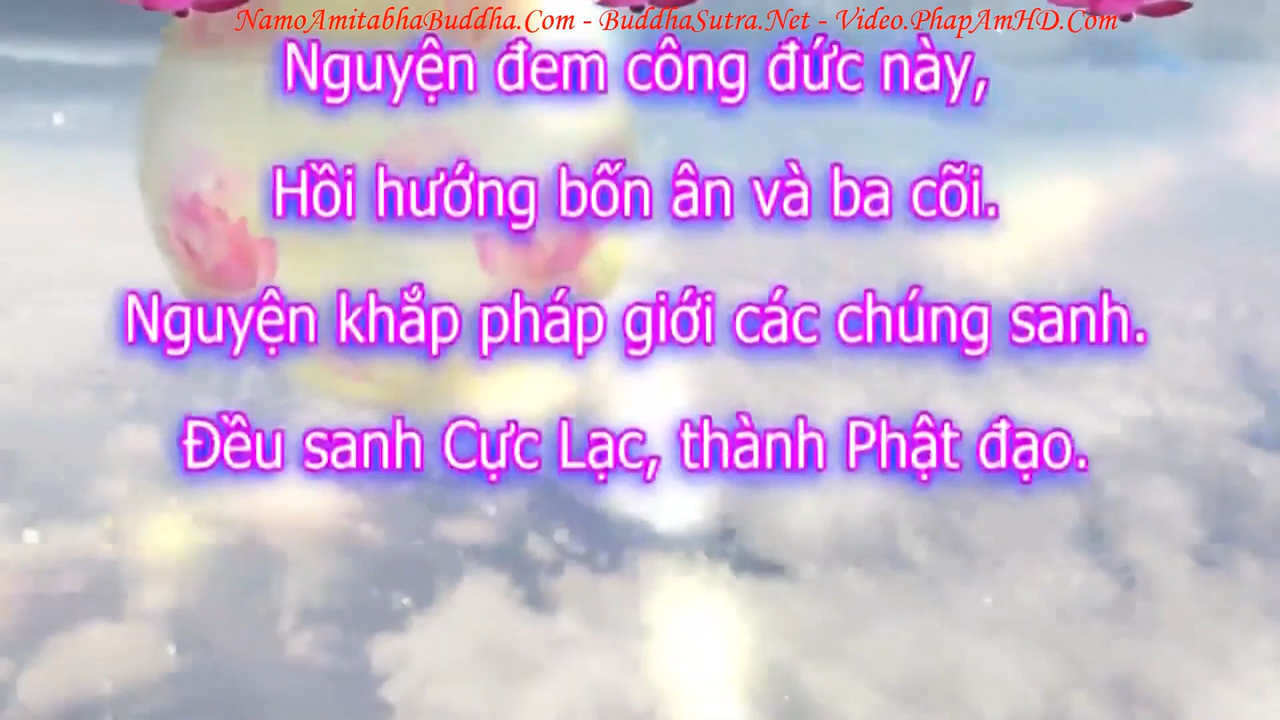 NamoAmitabhaBuddha.Com - BuddhaSutra.Net - Video.PhapAmHD.Com
Nguyện đem công đức này,
Hồi hướng bốn ân và ba cõi.
Nguyện khắp pháp giới các chúng sanh.
Đều sanh Cực Lạc, thành Phật đạo.